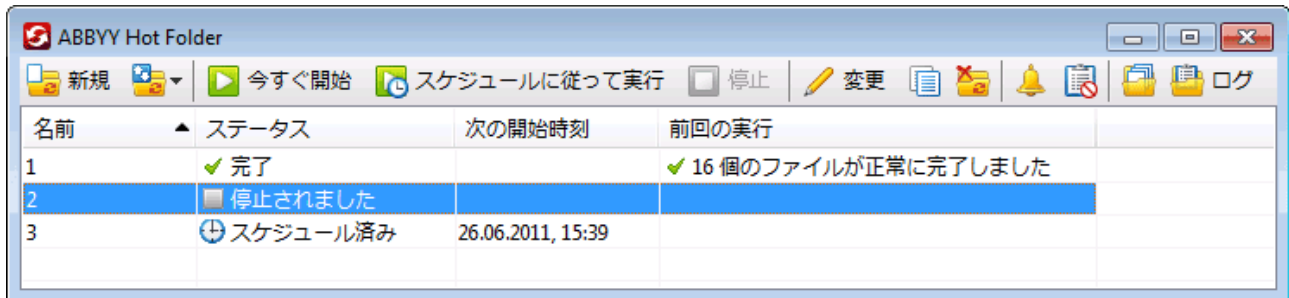 ABBYY Hot Folder
新規 今すぐ開始 スケジュールに従って実行 停止 変更 ログ
名前 ステータス 次の開始時刻 前回の実行
1 完了 16 個のファイルが正常に完了しました
2 停止されました
3 スケジュール済み 26.06.2011, 15:39